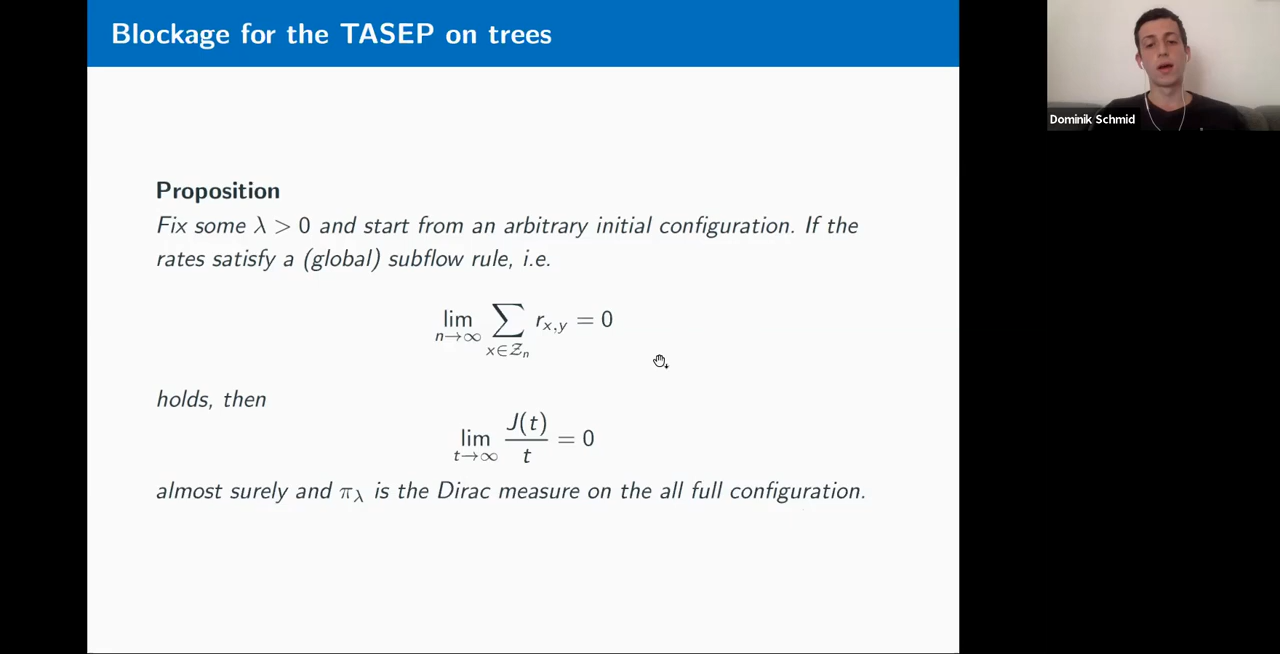 Blockage for the TASEP on trees
Dominik Schmid
Proposition
Fix some λ > 0 and start from an arbitrary initial configuration. If the
rates satisfy a (global) subflow rule, i.e.
lim n→∞ ∑ x∈𝒵ₙ r_{x,y} = 0
holds, then
lim t→∞ J(t)/t = 0
almost surely and π_λ is the Dirac measure on the all full configuration.